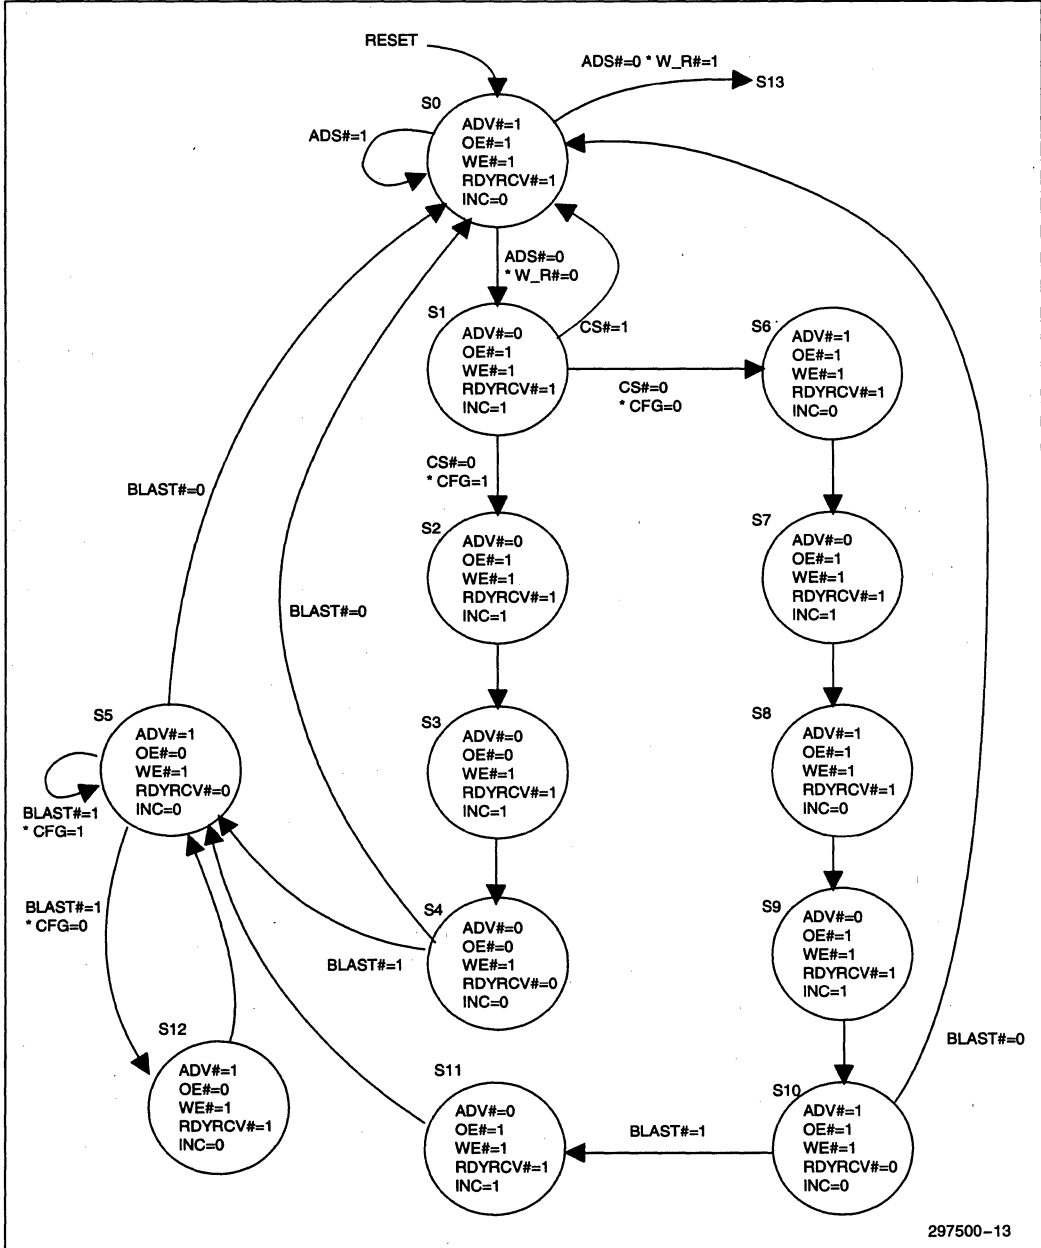 RESET
ADS#=0 * W_R#=1
S13
S0
ADS#=1
ADV#=1
OE#=1
WE#=1
RDYRCV#=1
INC=0
ADS#=0
* W_R#=0
S1
ADV#=0
OE#=1
WE#=1
RDYRCV#=1
INC=1
CS#=1
CS#=0
* CFG=0
S6
ADV#=1
OE#=1
WE#=1
RDYRCV#=1
INC=0
CS#=0
* CFG=1
BLAST#=0
S2
ADV#=0
OE#=1
WE#=1
RDYRCV#=1
INC=1
S7
ADV#=0
OE#=1
WE#=1
RDYRCV#=1
INC=1
BLAST#=0
S5
ADV#=1
OE#=0
WE#=1
RDYRCV#=0
INC=0
BLAST#=1
* CFG=1
S3
ADV#=0
OE#=0
WE#=1
RDYRCV#=1
INC=1
S8
ADV#=1
OE#=1
WE#=1
RDYRCV#=1
INC=0
BLAST#=1
* CFG=0
S4
ADV#=0
OE#=0
WE#=1
RDYRCV#=0
INC=0
BLAST#=1
S9
ADV#=0
OE#=1
WE#=1
RDYRCV#=1
INC=1
BLAST#=0
S12
ADV#=1
OE#=0
WE#=1
RDYRCV#=1
INC=0
S11
ADV#=0
OE#=1
WE#=1
RDYRCV#=1
INC=1
BLAST#=1
S10
ADV#=1
OE#=1
WE#=1
RDYRCV#=0
INC=0
297500-13